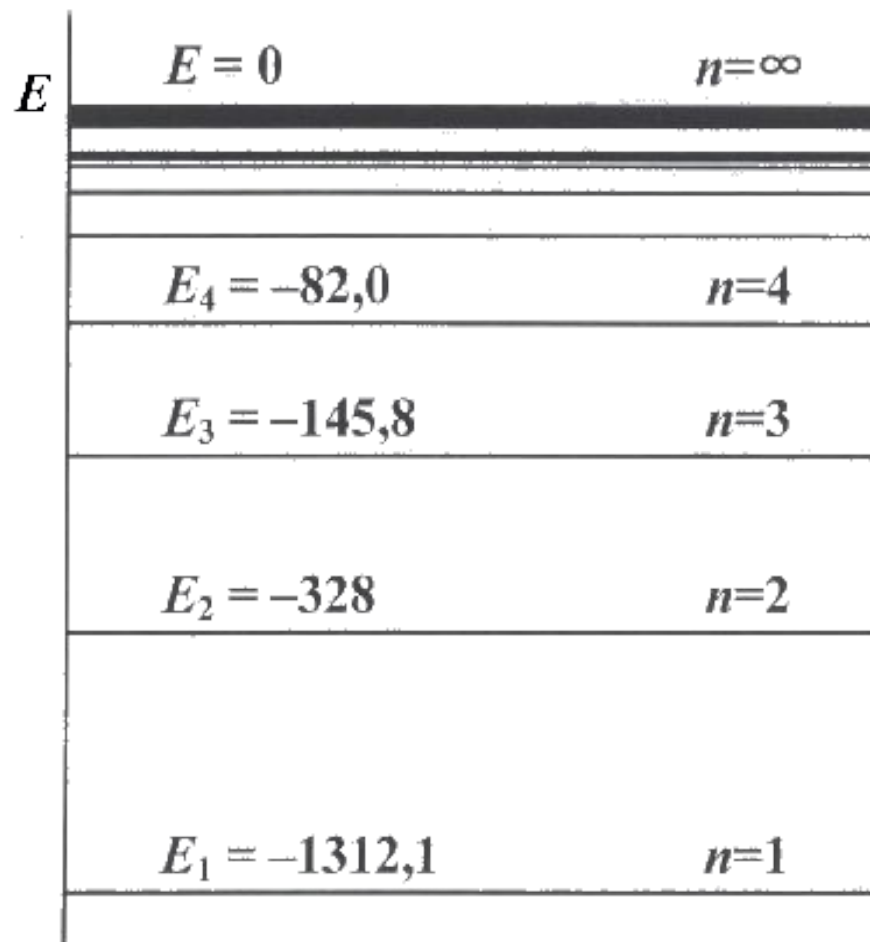 E = 0 n=∞
E
E₄ = –82,0 n=4
E₃ = –145,8 n=3
E₂ = –328 n=2
E₁ = –1312,1 n=1